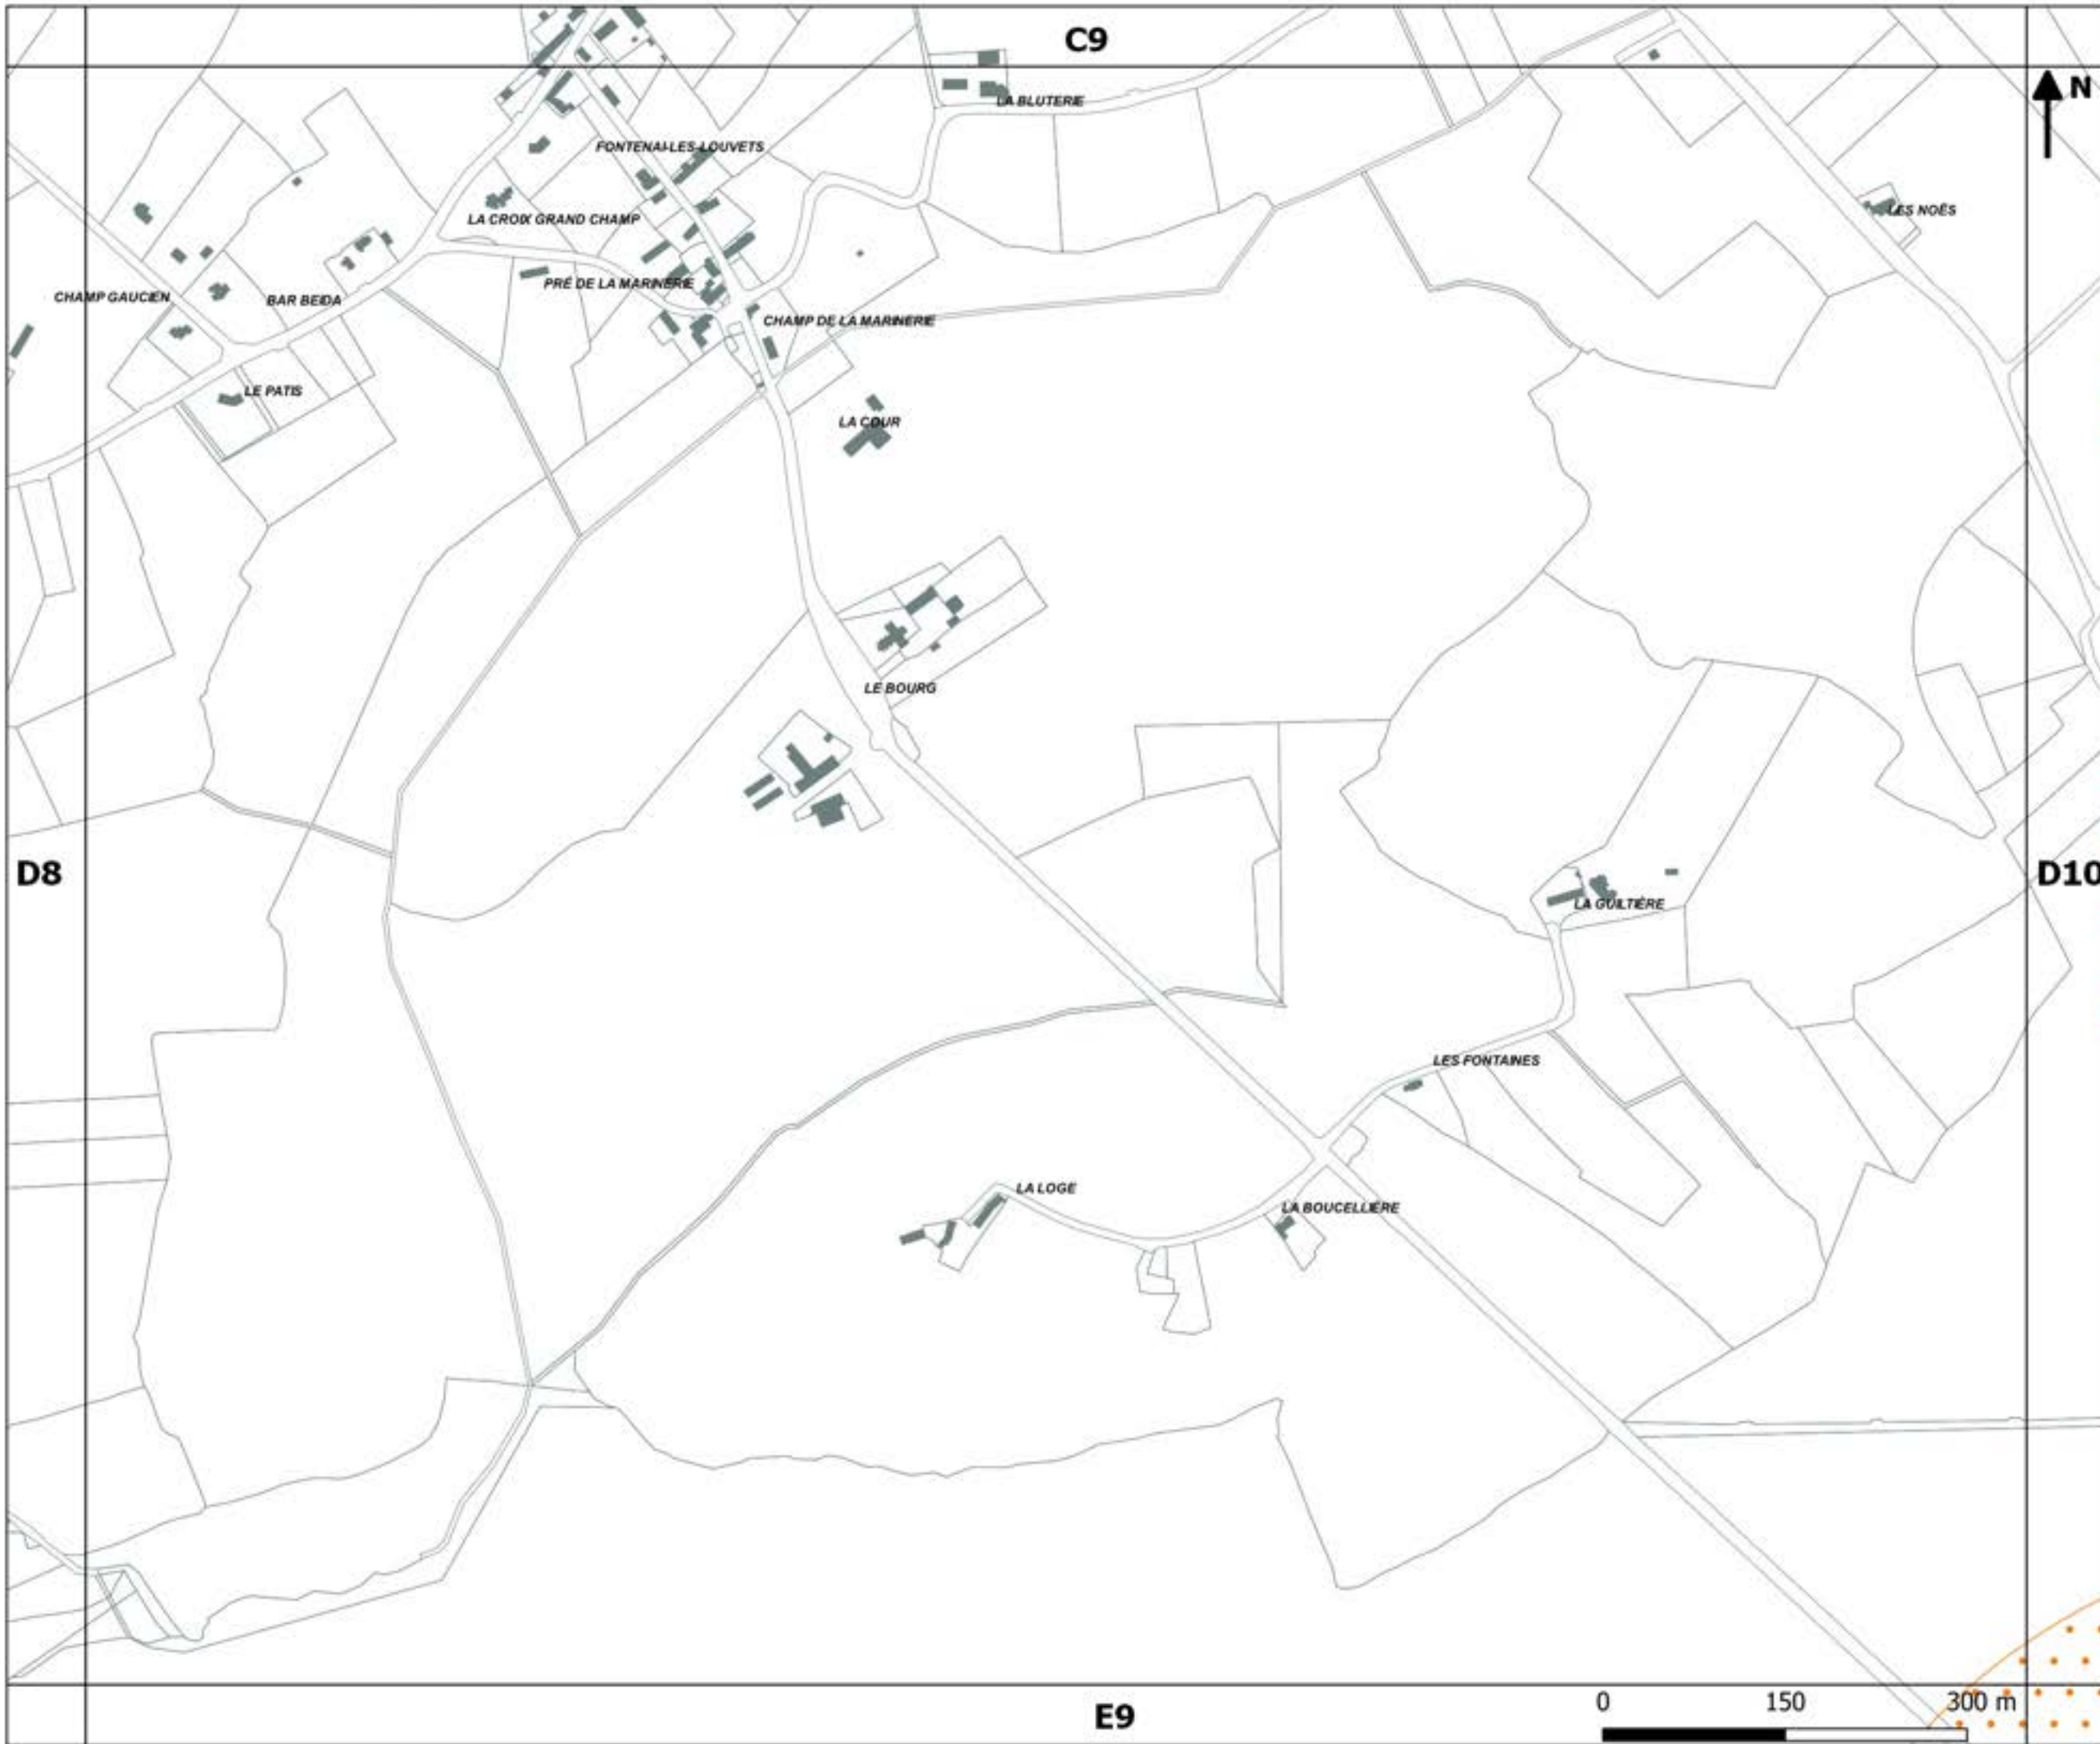 C9
N
LA BLUTERIE
FONTENAI-LES-LOUVETS
LES NOËS
LA CROIX GRAND CHAMP
PRÉ DE LA MARINERIE
CHAMP GAUCIEN
BAR BEIDA
CHAMP DE LA MARINERIE
LE PATIS
LA COUR
LE BOURG
D8
D10
LA GUILTIÈRE
LES FONTAINES
LA LOGE
LA BOUCELLIÈRE
0 150 300 m
E9